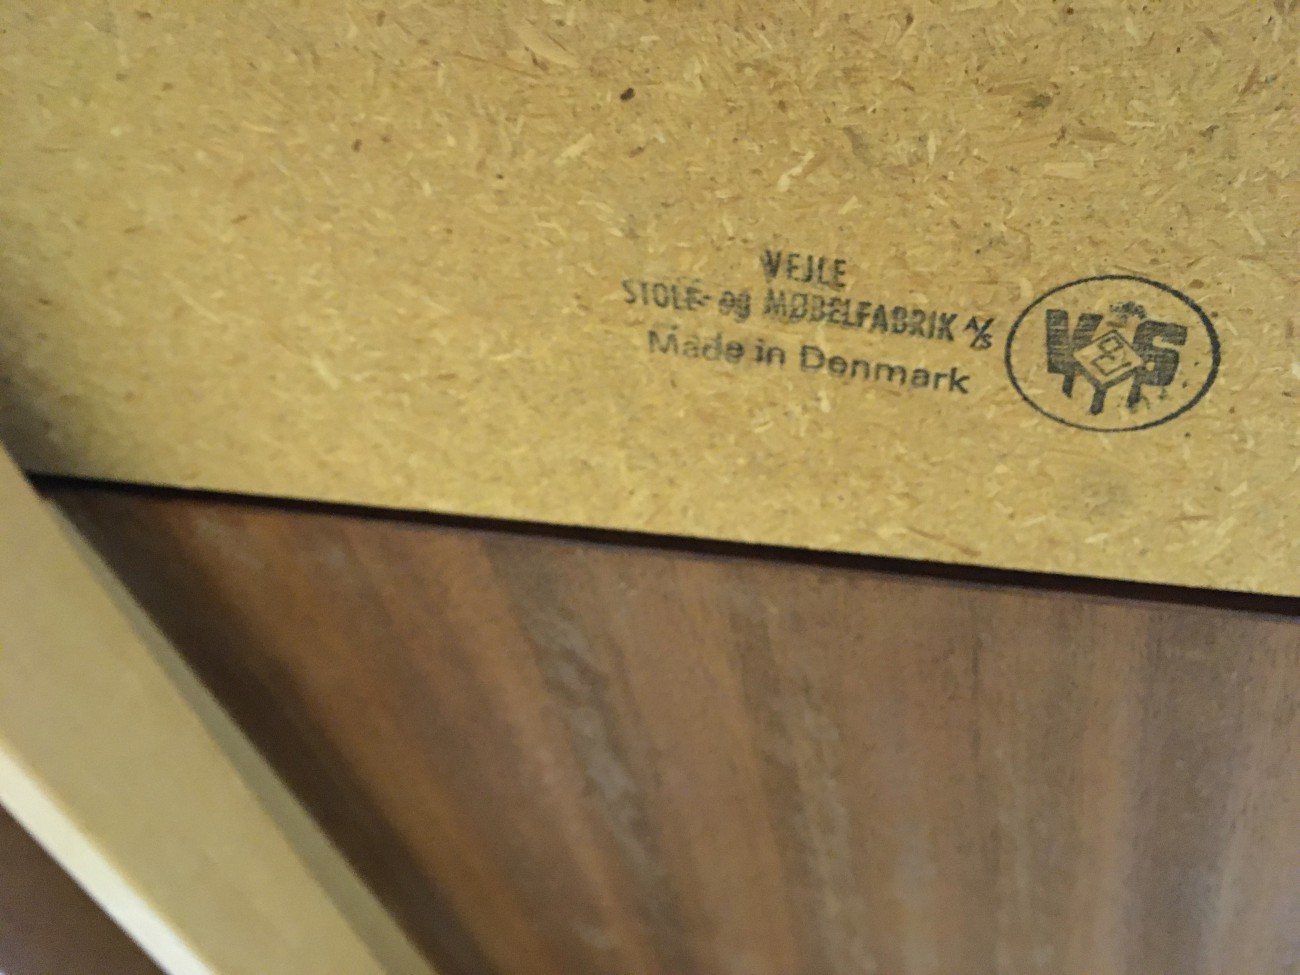 VEJLE
STOLE- og MØBELFABRIK A/S
Made in Denmark
V&S